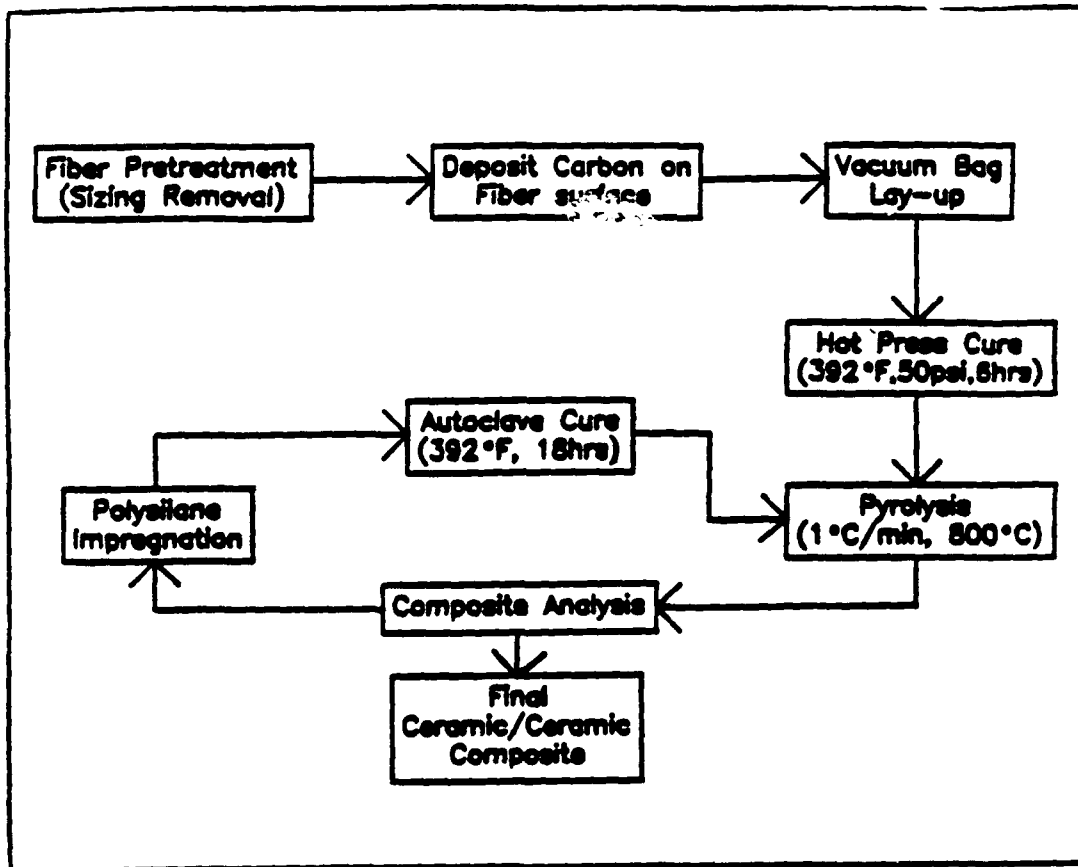 Fiber Pretreatment
(Sizing Removal)
Deposit Carbon on
Fiber surface
Vacuum Bag
Lay-up
Hot Press Cure
(392°F,50psi,6hrs)
Autoclave Cure
(392°F, 16hrs)
Polysilane
Impregnation
Pyrolysis
(1°C/min, 800°C)
Composite Analysis
Final
Ceramic/Ceramic
Composite